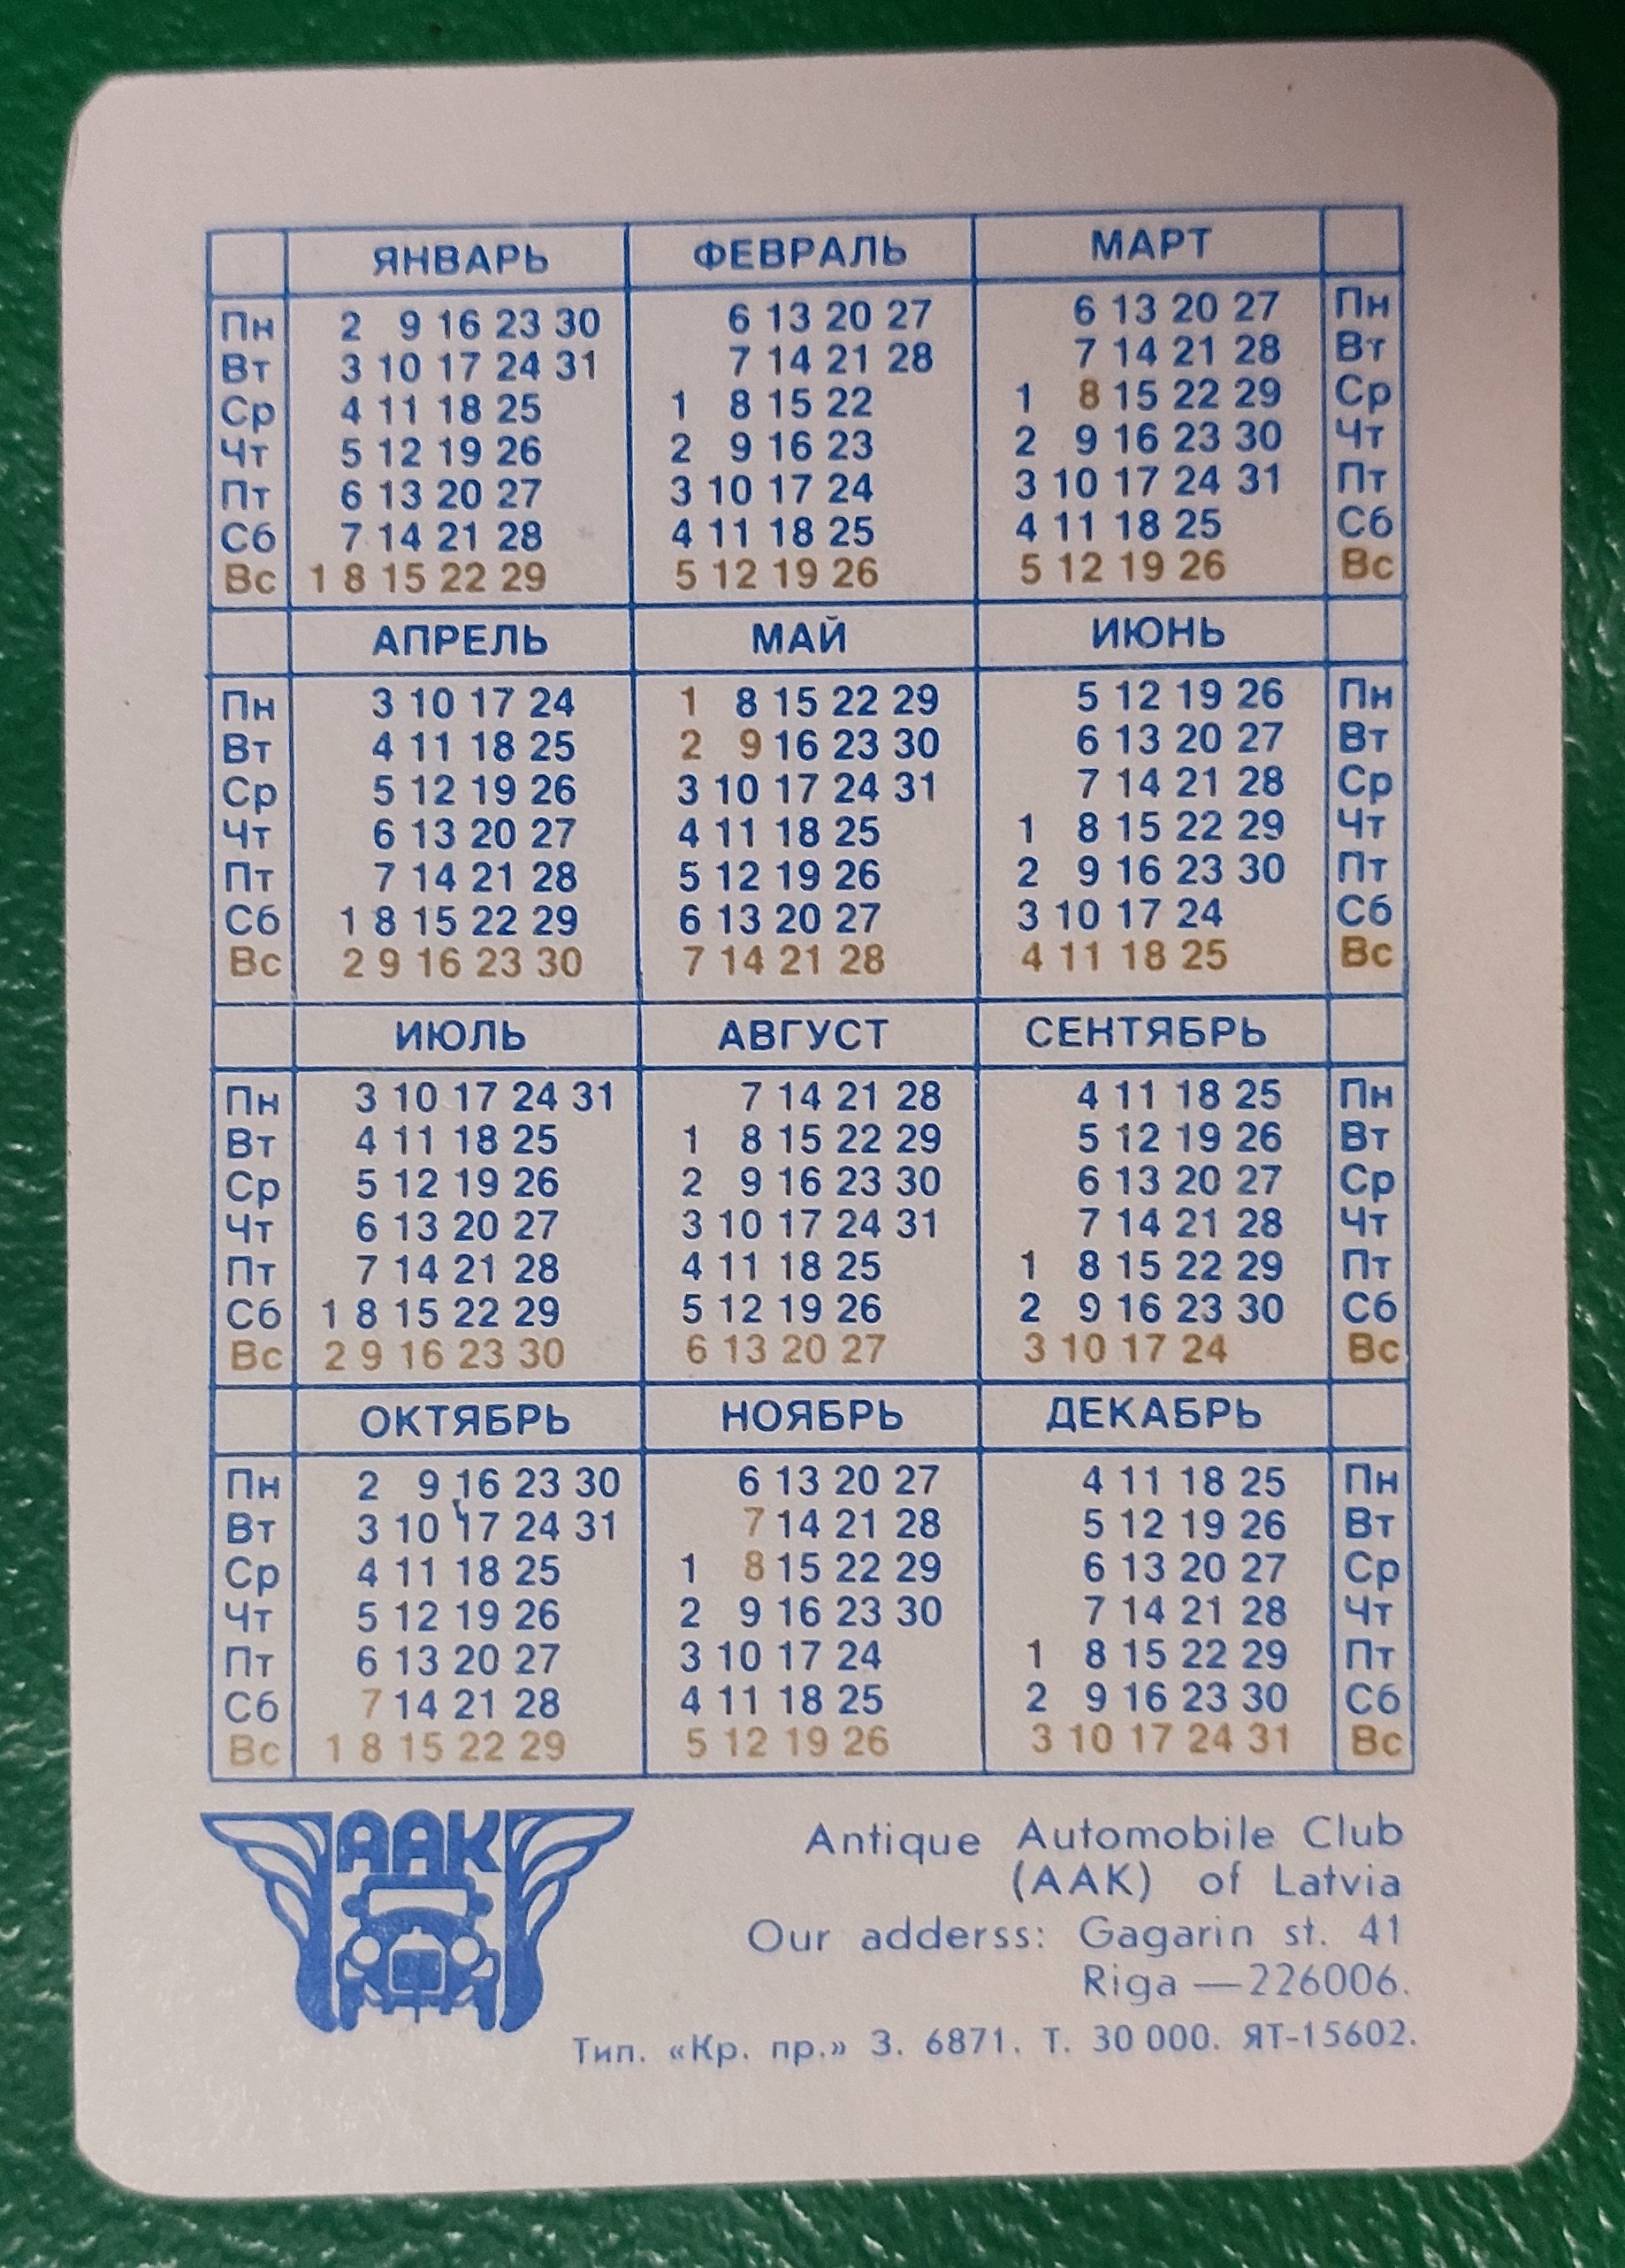 ЯНВАРЬ ФЕВРАЛЬ МАРТ
Пн 2 9 16 23 30 6 13 20 27 6 13 20 27 Пн
Вт 3 10 17 24 31 7 14 21 28 7 14 21 28 Вт
Ср 4 11 18 25 1 8 15 22 1 8 15 22 29 Ср
Чт 5 12 19 26 2 9 16 23 2 9 16 23 30 Чт
Пт 6 13 20 27 3 10 17 24 3 10 17 24 31 Пт
Сб 7 14 21 28 4 11 18 25 4 11 18 25 Сб
Вс 1 8 15 22 29 5 12 19 26 5 12 19 26 Вс
АПРЕЛЬ МАЙ ИЮНЬ
Пн 3 10 17 24 1 8 15 22 29 5 12 19 26 Пн
Вт 4 11 18 25 2 9 16 23 30 6 13 20 27 Вт
Ср 5 12 19 26 3 10 17 24 31 7 14 21 28 Ср
Чт 6 13 20 27 4 11 18 25 1 8 15 22 29 Чт
Пт 7 14 21 28 5 12 19 26 2 9 16 23 30 Пт
Сб 1 8 15 22 29 6 13 20 27 3 10 17 24 Сб
Вс 2 9 16 23 30 7 14 21 28 4 11 18 25 Вс
ИЮЛЬ АВГУСТ СЕНТЯБРЬ
Пн 3 10 17 24 31 7 14 21 28 4 11 18 25 Пн
Вт 4 11 18 25 1 8 15 22 29 5 12 19 26 Вт
Ср 5 12 19 26 2 9 16 23 30 6 13 20 27 Ср
Чт 6 13 20 27 3 10 17 24 31 7 14 21 28 Чт
Пт 7 14 21 28 4 11 18 25 1 8 15 22 29 Пт
Сб 1 8 15 22 29 5 12 19 26 2 9 16 23 30 Сб
Вс 2 9 16 23 30 6 13 20 27 3 10 17 24 Вс
ОКТЯБРЬ НОЯБРЬ ДЕКАБРЬ
Пн 2 9 16 23 30 6 13 20 27 4 11 18 25 Пн
Вт 3 10 17 24 31 7 14 21 28 5 12 19 26 Вт
Ср 4 11 18 25 1 8 15 22 29 6 13 20 27 Ср
Чт 5 12 19 26 2 9 16 23 30 7 14 21 28 Чт
Пт 6 13 20 27 3 10 17 24 1 8 15 22 29 Пт
Сб 7 14 21 28 4 11 18 25 2 9 16 23 30 Сб
Вс 1 8 15 22 29 5 12 19 26 3 10 17 24 31 Вс
ААК
Antique Automobile Club
(AAK) of Latvia
Our adderss: Gagarin st. 41
Riga — 226006.
Тип. «Кр. пр.» З. 6871. Т. 30 000. ЯТ-15602.